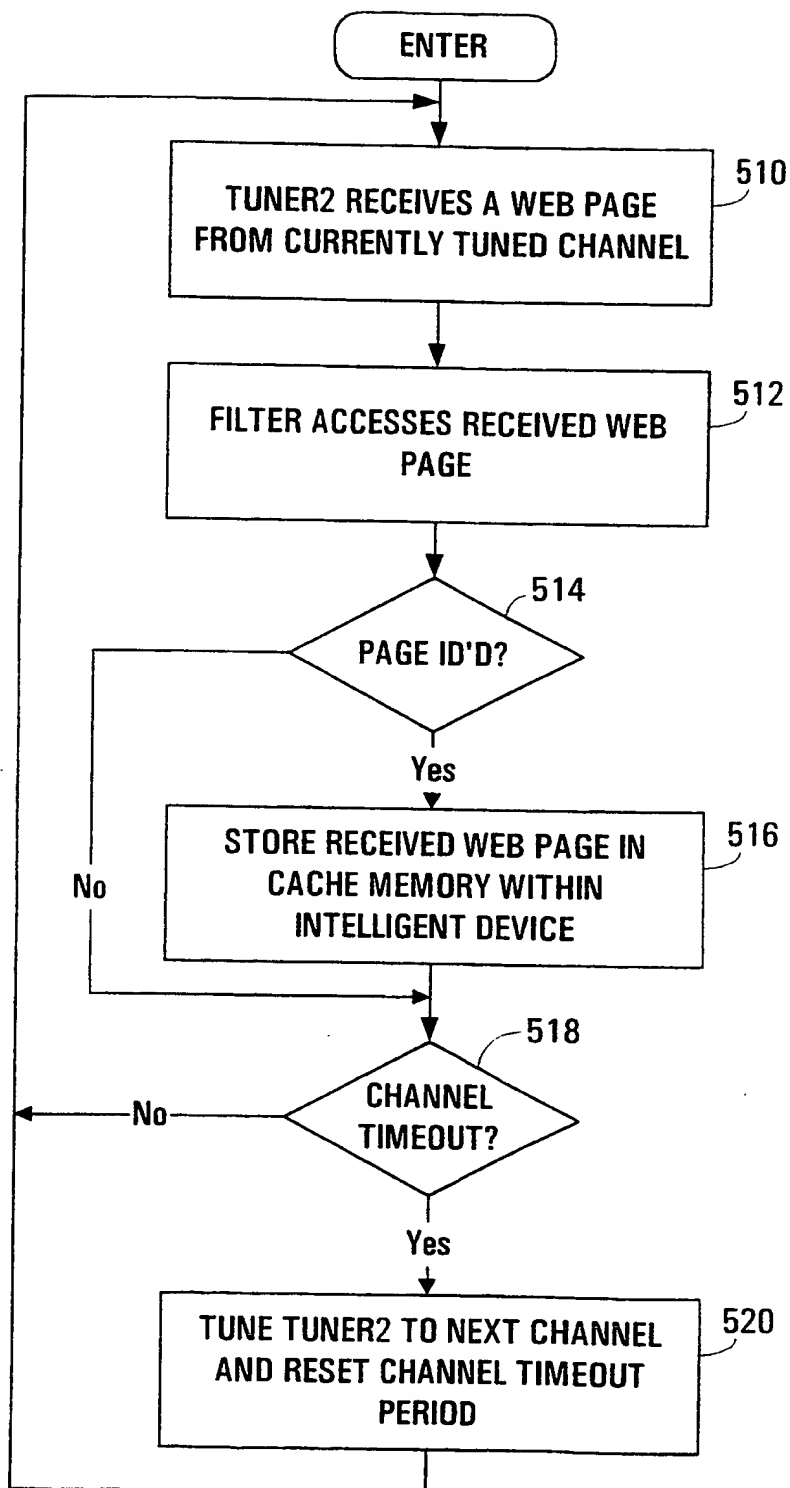 ENTER
510
TUNER2 RECEIVES A WEB PAGE
FROM CURRENTLY TUNED CHANNEL
512
FILTER ACCESSES RECEIVED WEB
PAGE
514
PAGE ID'D?
Yes
No
516
STORE RECEIVED WEB PAGE IN
CACHE MEMORY WITHIN
INTELLIGENT DEVICE
518
CHANNEL
TIMEOUT?
No
Yes
520
TUNE TUNER2 TO NEXT CHANNEL
AND RESET CHANNEL TIMEOUT
PERIOD